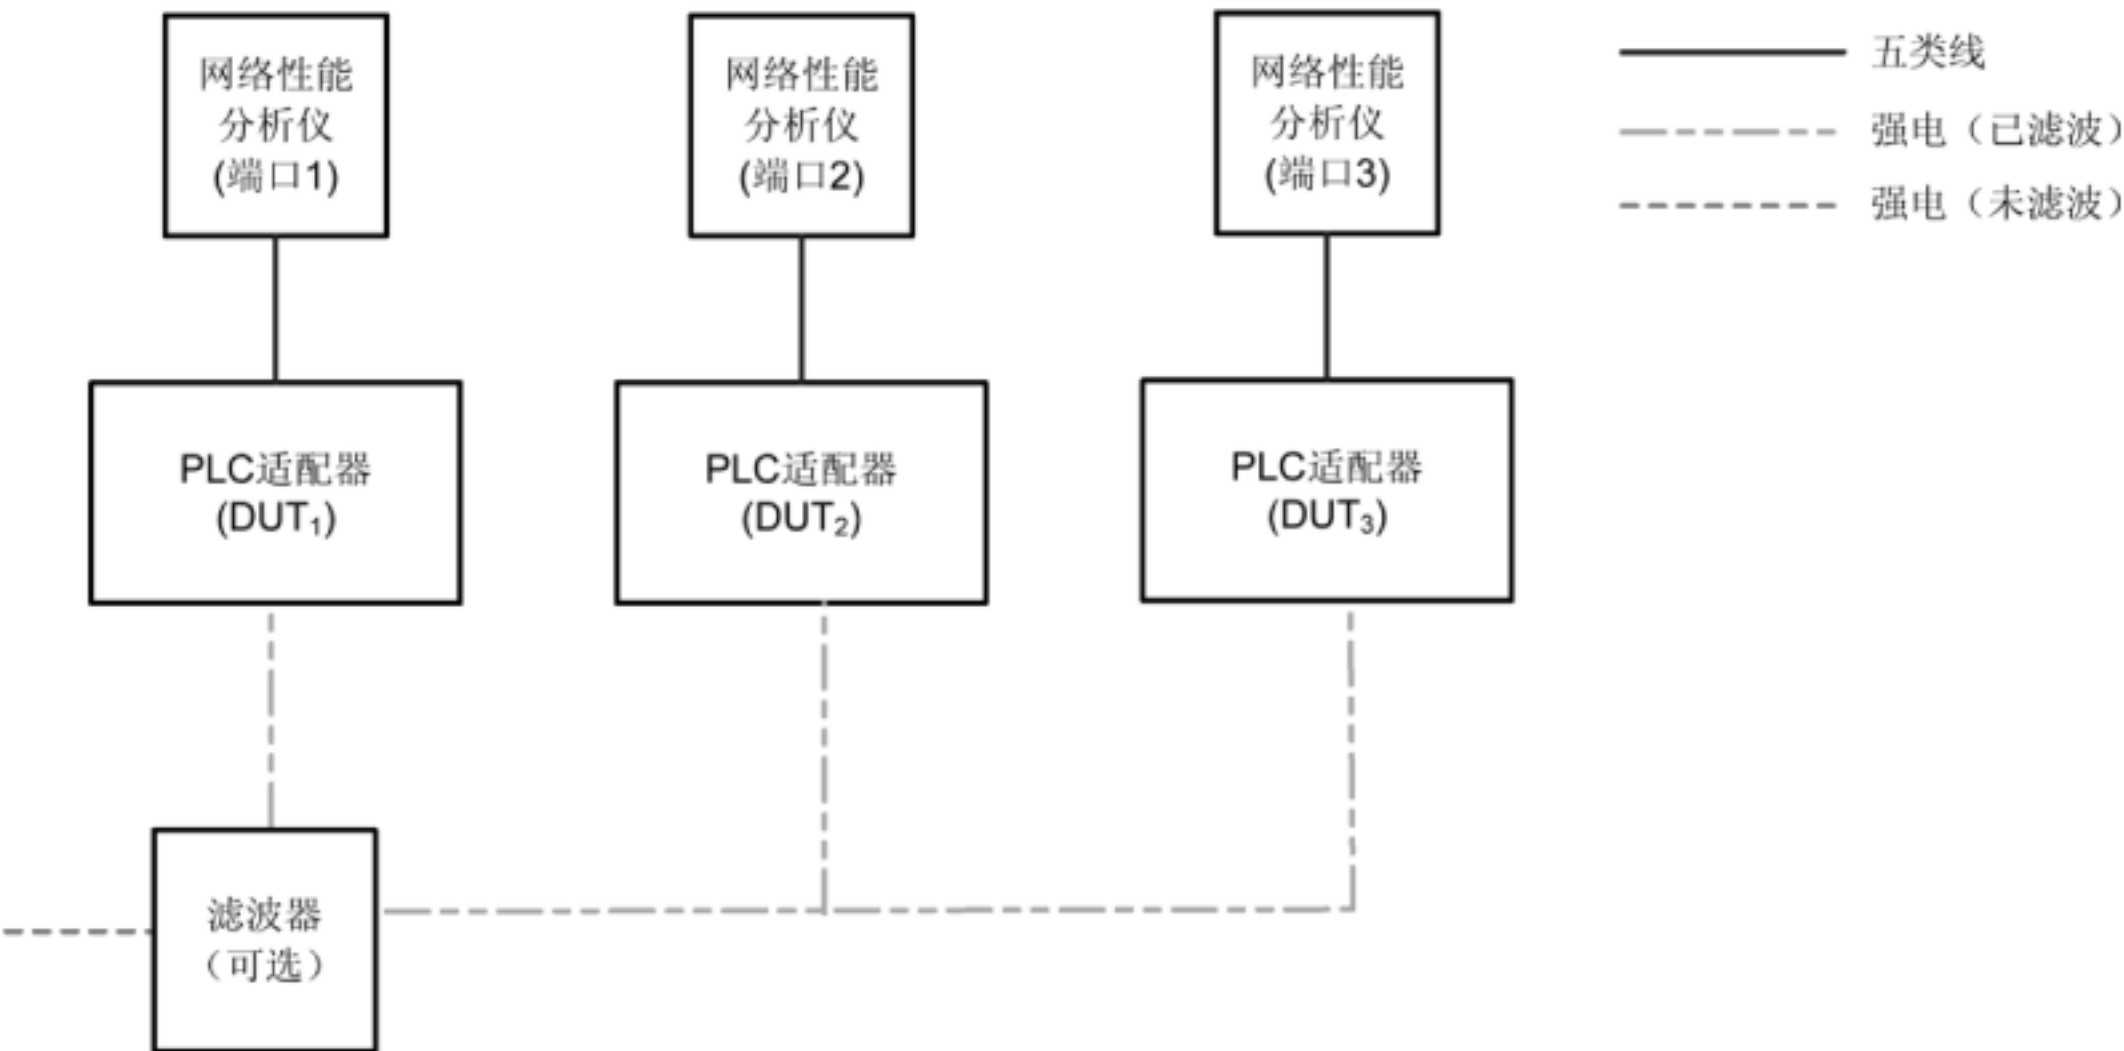 网络性能
分析仪
(端口1)
网络性能
分析仪
(端口2)
网络性能
分析仪
(端口3)
五类线
强电（已滤波）
强电（未滤波）
PLC适配器
(DUT₁)
PLC适配器
(DUT₂)
PLC适配器
(DUT₃)
滤波器
（可选）